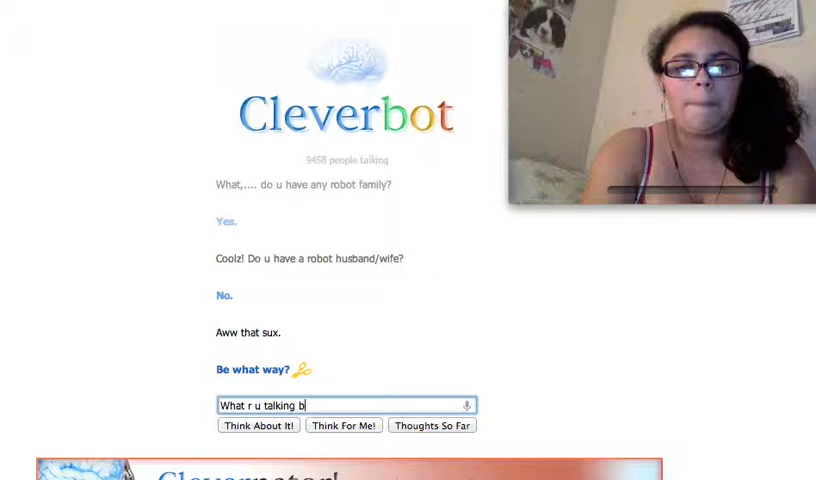 Cleverbot
9458 people talking
What,.... do u have any robot family?
Yes.
Coolz! Do u have a robot husband/wife?
No.
Aww that sux.
Be what way?
What r u talking b
Think About It! Think For Me! Thoughts So Far